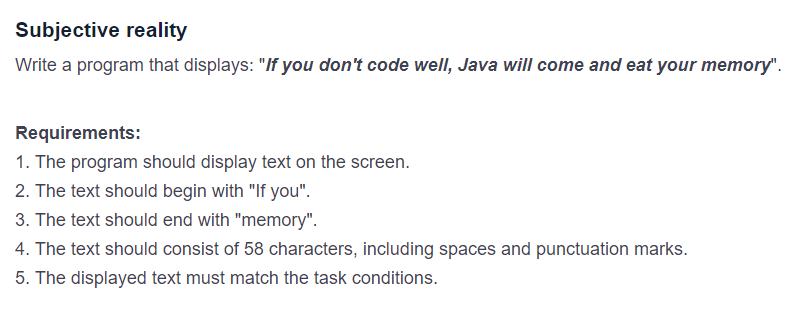 Subjective reality
Write a program that displays: "If you don't code well, Java will come and eat your memory".
Requirements:
1. The program should display text on the screen.
2. The text should begin with "If you".
3. The text should end with "memory".
4. The text should consist of 58 characters, including spaces and punctuation marks.
5. The displayed text must match the task conditions.